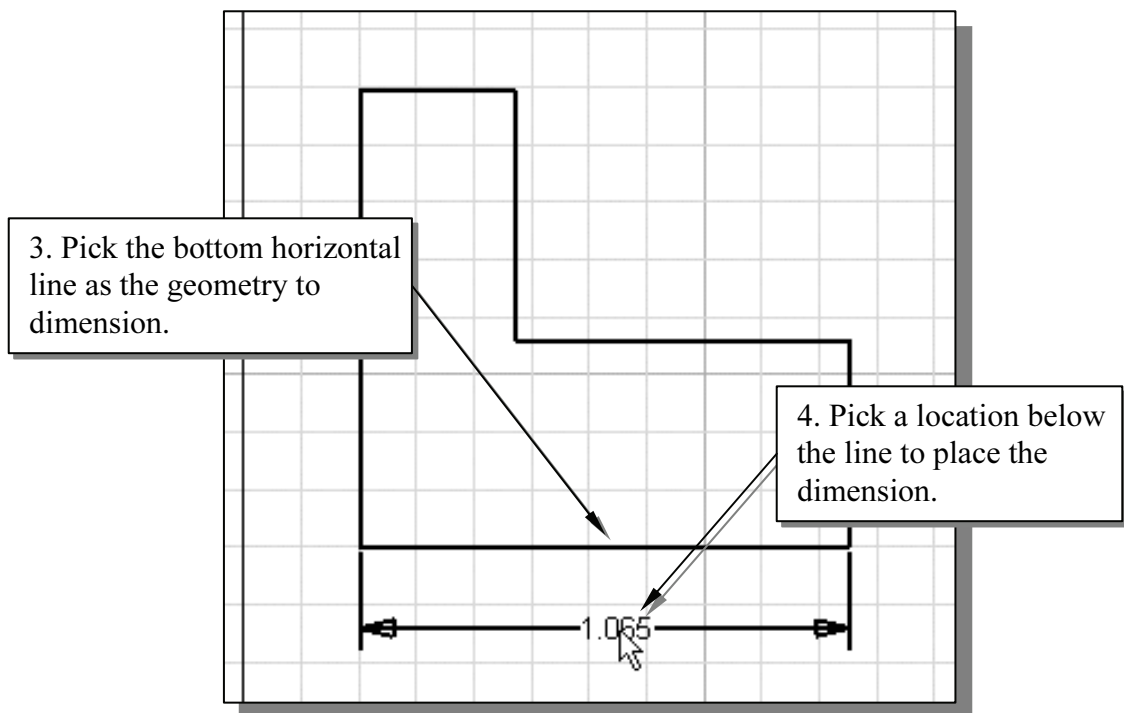 3. Pick the bottom horizontal
line as the geometry to
dimension.
4. Pick a location below
the line to place the
dimension.
1.065